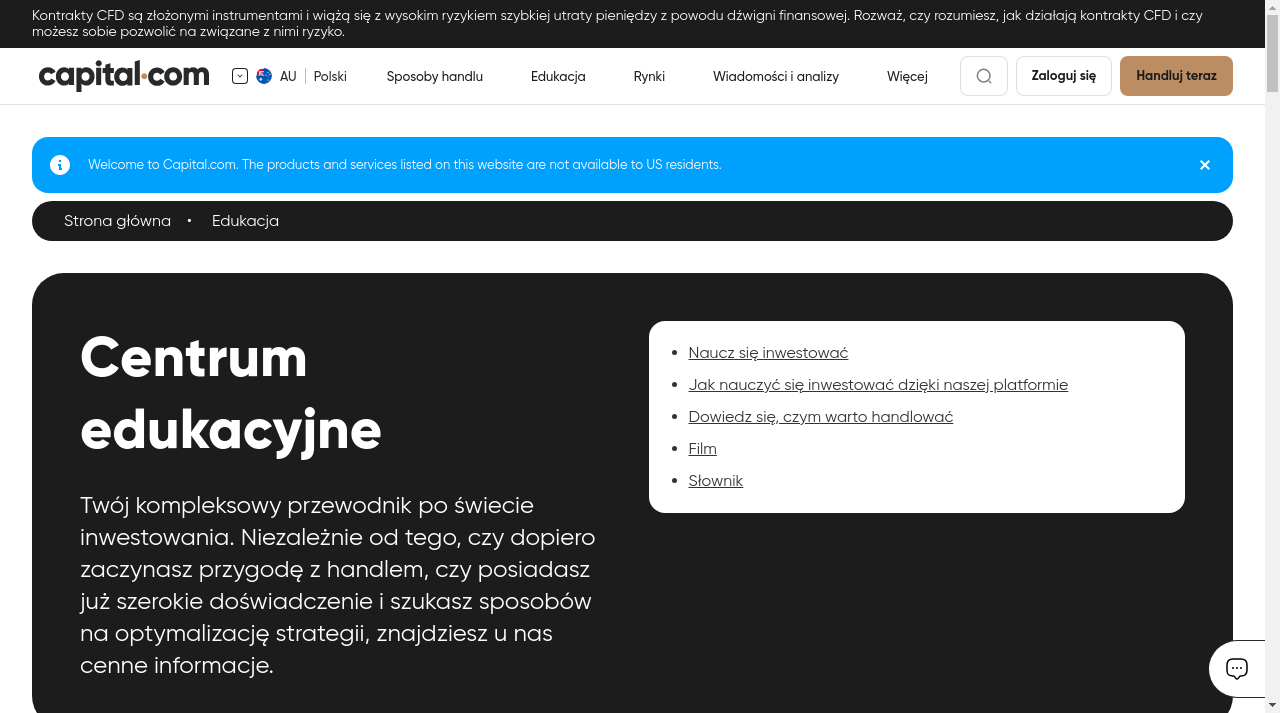 Kontrakty CFD są złożonymi instrumentami i wiążą się z wysokim ryzykiem szybkiej utraty pieniędzy z powodu dźwigni finansowej. Rozważ, czy rozumiesz, jak działają kontrakty CFD i czy
możesz sobie pozwolić na związane z nimi ryzyko.
capital.com AU Polski Sposoby handlu Edukacja Rynki Wiadomości i analizy Więcej Zaloguj się Handluj teraz
Welcome to Capital.com. The products and services listed on this website are not available to US residents.
Strona główna • Edukacja
Centrum
edukacyjne
Twój kompleksowy przewodnik po świecie
inwestowania. Niezależnie od tego, czy dopiero
zaczynasz przygodę z handlem, czy posiadasz
już szerokie doświadczenie i szukasz sposobów
na optymalizację strategii, znajdziesz u nas
cenne informacje.
Naucz się inwestować
Jak nauczyć się inwestować dzięki naszej platformie
Dowiedz się, czym warto handlować
Film
Słownik